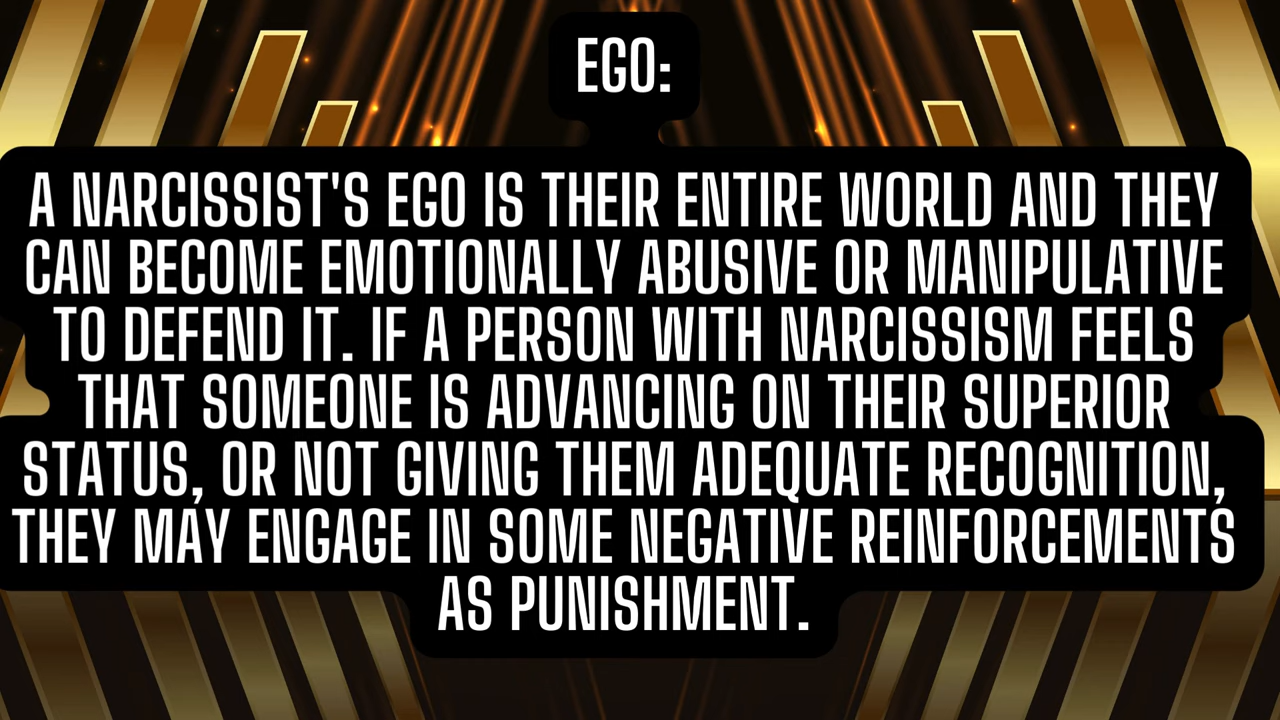 EGO:
A NARCISSIST'S EGO IS THEIR ENTIRE WORLD AND THEY
CAN BECOME EMOTIONALLY ABUSIVE OR MANIPULATIVE
TO DEFEND IT. IF A PERSON WITH NARCISSISM FEELS
THAT SOMEONE IS ADVANCING ON THEIR SUPERIOR
STATUS, OR NOT GIVING THEM ADEQUATE RECOGNITION,
THEY MAY ENGAGE IN SOME NEGATIVE REINFORCEMENTS
AS PUNISHMENT.